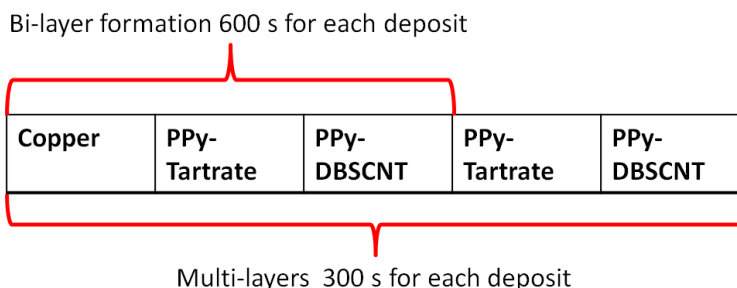 Bi-layer formation 600 s for each deposit
Copper PPy- PPy- PPy- PPy-
Tartrate DBSCNT Tartrate DBSCNT
Multi-layers 300 s for each deposit